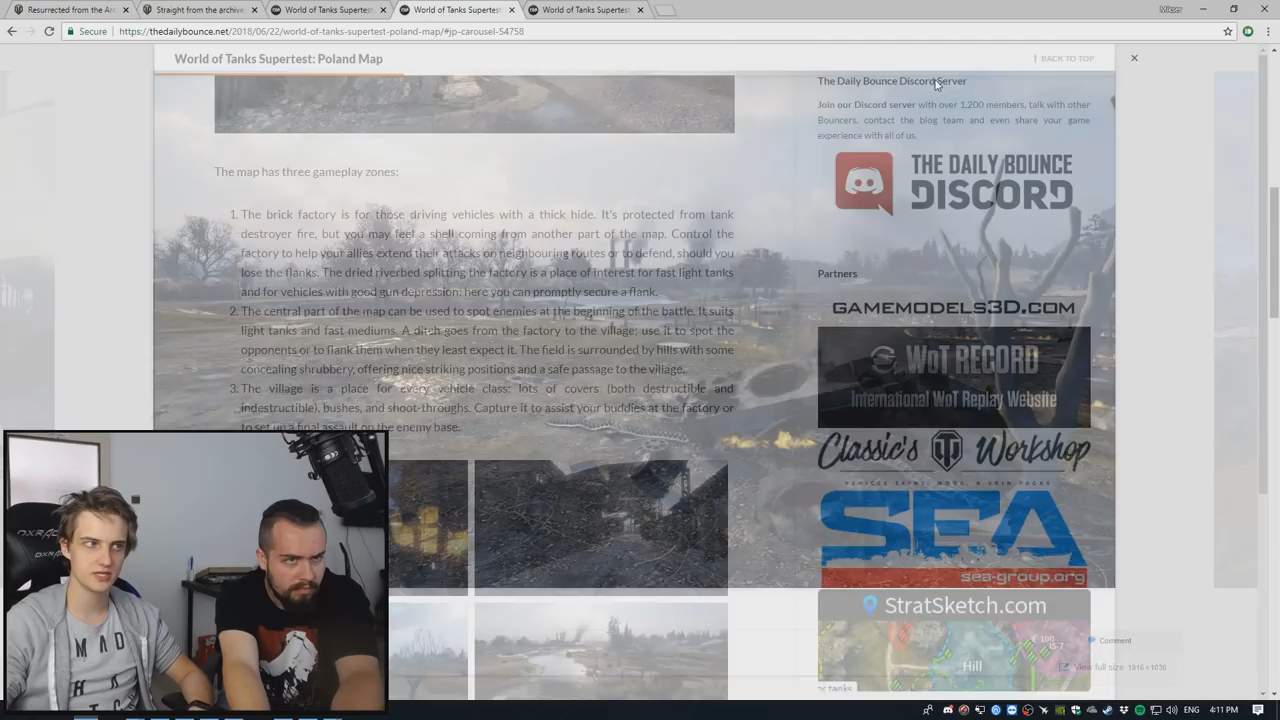 Resurrected from the Arc
Straight from the archive
World of Tanks Supertest
World of Tanks Supertest:
World of Tanks Supertest
Secure
https://thedailybounce.net/2018/06/22/world-of-tanks-supertest-poland-map/#jp-carousel-54758
World of Tanks Supertest: Poland Map
BACK TO TOP
The Daily Bounce Discord Server
Join our Discord server with over 1,200 members, talk with other
Bouncers, contact the blog team and even share your game
experience with all of us.
THE DAILY BOUNCE
DISCORD
The map has three gameplay zones:
1. The brick factory is for those driving vehicles with a thick hide. It's protected from tank
destroyer fire, but you may feel a shell coming from another part of the map. Control the
factory to help your allies extend their attacks on neighbouring routes or to defend, should you
lose the flanks. The dried riverbed splitting the factory is a place of interest for fast light tanks
and for vehicles with good gun depression: here you can promptly secure a flank.
2. The central part of the map can be used to spot enemies at the beginning of the battle. It suits
light tanks and fast mediums. A ditch goes from the factory to the village; use it to spot the
opponents or to flank them when they least expect it. The field is surrounded by hills with some
concealing shrubbery, offering nice striking positions and a safe passage to the village.
3. The village is a place for every vehicle class: lots of covers (both destructible and
indestructible), bushes, and shoot-throughs. Capture it to assist your buddies at the factory or
to set up a final assault on the enemy base.
Partners
GAMEMODELS3D.COM
WoT RECORD
International WoT Replay Website
Classic's Workshop
SEA
sea-group.org
StratSketch.com
Hill
100
15-7
Comment
View full size 1916×1036
DXRAC
MAD
ENG
4:11 PM